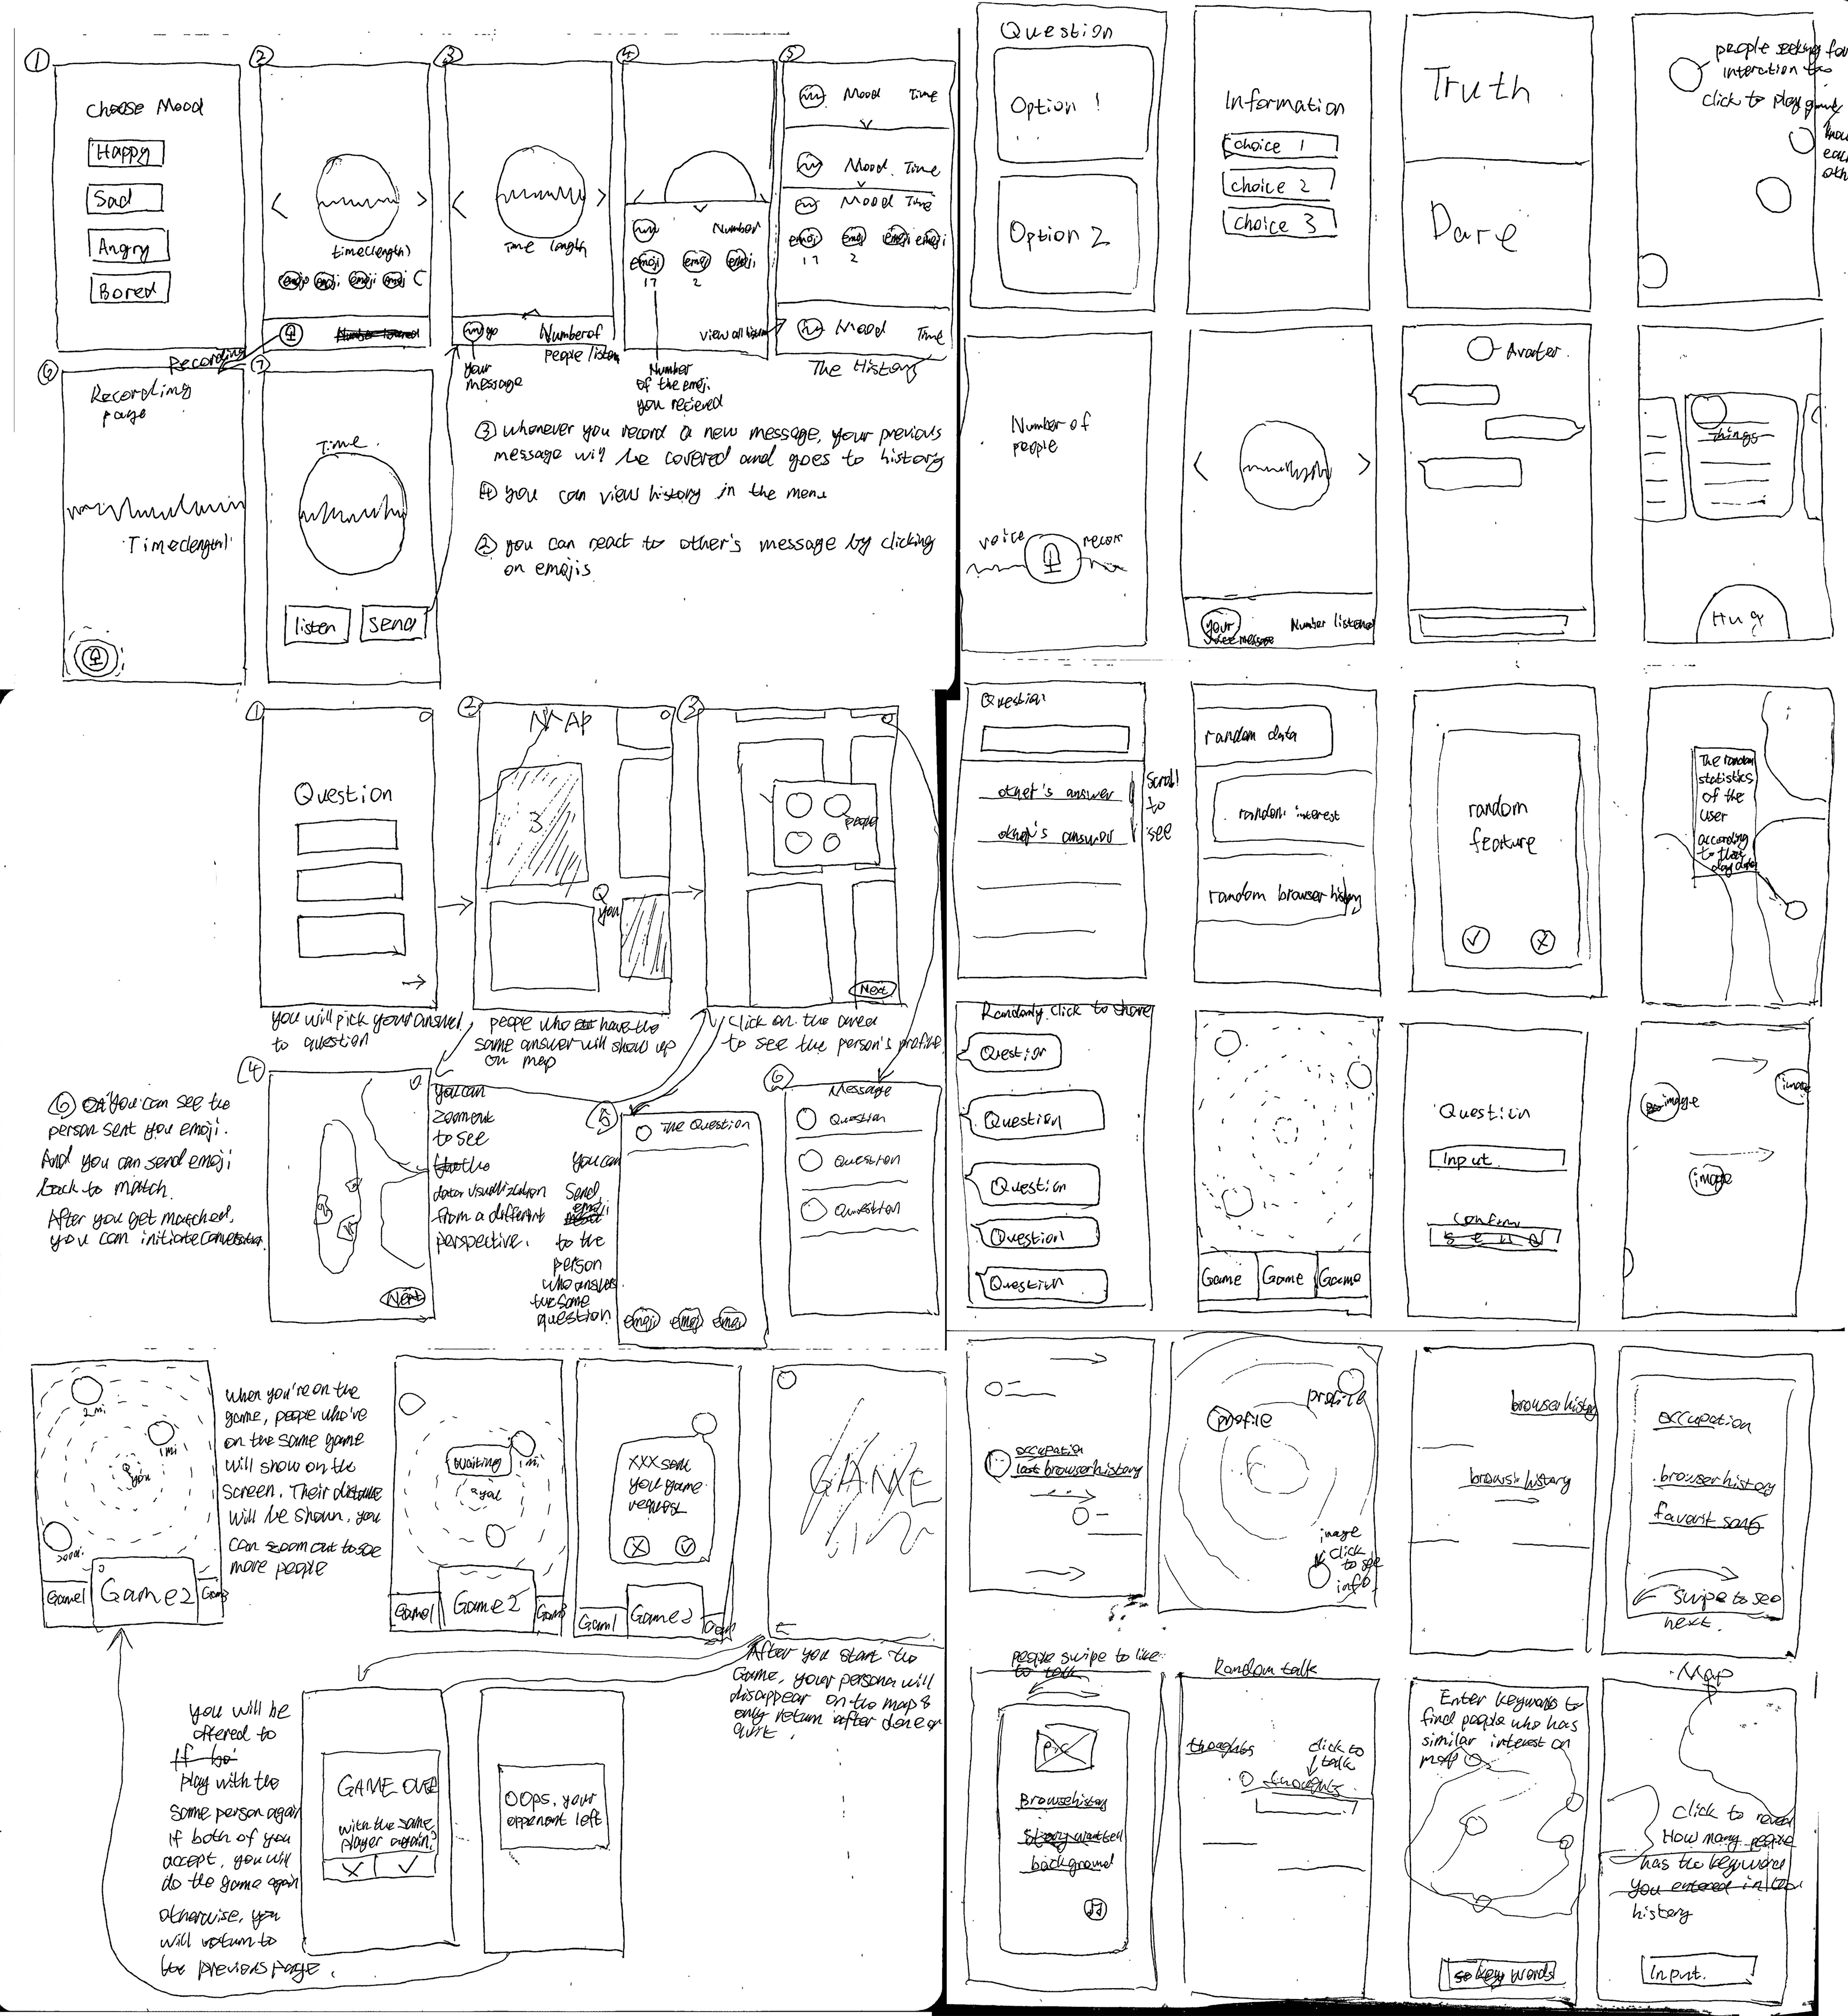 ①
Choose Mood
Happy
Sad
Angry
Bored
②
time(length)
emoji emoji emoji emoji
Recording
③
Time length
Number of
people listen
your
message
④
Number
emoji emoji emoji
17 2
View all listen
Number
of the emoji
you recieved
⑤
Mood Time
Mood Time
Mood Time
emoji emoji emoji emoji
17 2
Mood Time
The History
⑥
Recording
page
Time(length)
⑦
Time
listen send
③ whenever you record a new message, your previous
message will be covered and goes to history
④ you can view history in the menu
② you can react to other's message by clicking
on emojis
Question
Option 1
Option 2
Information
choice 1
choice 2
choice 3
Truth
Dare
people seeking for
interaction too
click to play game
Number of
people
voice
your
message
Number listened
Avatar
things
Hug
①
Question
you will pick your answer
to question
②
MAP
3
you
people who have the
same answer will show up
on map
③
people
Next
click on the area
to see the person's profile
④
Next
you can
zoom out
to see
the
data visualization
from a different
perspective.
⑤
The Question
you can
send
emoji
to the
person
who answers
the same
question
emoji emoji emoji
⑥
Message
Question
Question
Question
⑥ you can see the
person sent you emoji.
And you can send emoji
back to match.
After you get matched,
you can initiate conversation
Question
other's answer
other's answer
scroll
to
see
random data
random interest
random browser history
random
feature
The random
statistics
of the
user
according
to their
play data
Randomly click to share
Question
Question
Question
Question
Question
Game Game Game
Question
Input
confirm
send
image
image
image
2mi
1mi
you
Game1 Game2 Game
when you're on the
game, people who're
on the same game
will show on the
screen. Their distance
will be shown, you
can zoom out to see
more people
waiting
1mi
you
Game1 Game2 Game
XXX send
you game
request
Game1 Game2
GAME
After you start the
Game, your persona will
disappear on the map &
only return after done or
quit.
you will be
offered to
play with the
same person again
if both of you
accept, you will
do the game again
otherwise, you
will return to
the previous page.
GAME OVER
with the same
player again?
OOPS, your
opponent left
occupation
last browser history
profile
profile
image
click
to see
info
browser history
browser history
occupation
browser history
favorit song
swipe to see
next.
people swipe to like
to talk
pic
Browser history
Story wanted
background
Random talk
thoughts
click to
talk
thoughts
Enter keywords to
find people who has
similar interest on
map
key words
Map
click to reveal
How many people
has the keyword
you entered in their
history
Input.